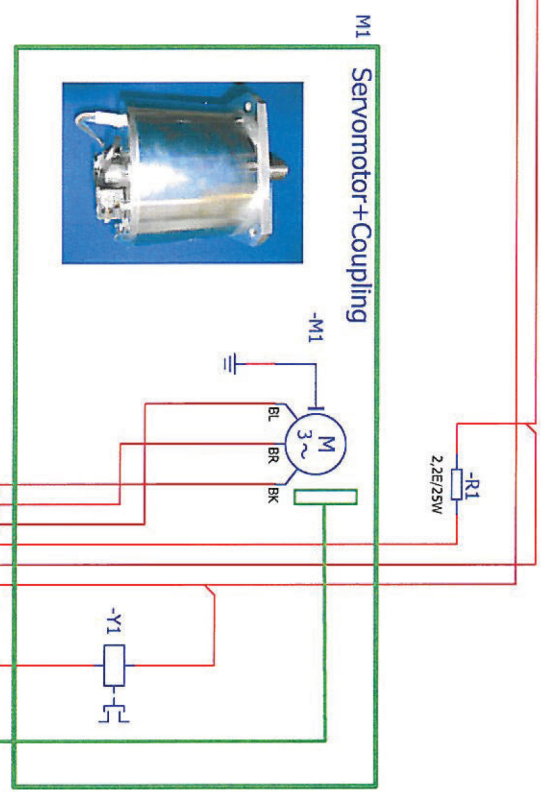 M1
Servomotor+Coupling
-M1
M
3~
BL
BR
BK
-R1
2,2E/25W
-Y1